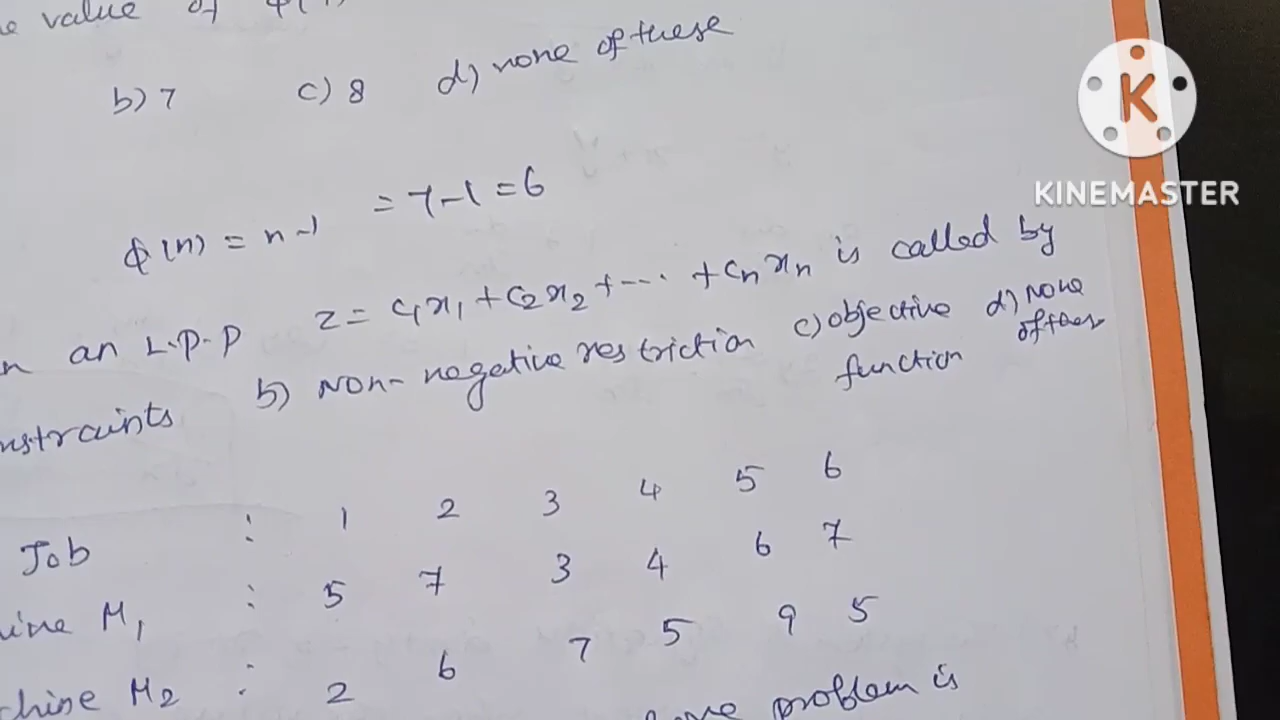 value of
b) 7 c) 8 d) none of these
K
KINEMASTER
φ(n) = n-1 = 7-1 = 6
an L.P.P z = c₁x₁ + c₂x₂ + ... + cₙxₙ is called by
nstraints b) Non-negative restriction c) objective function d) none of these
Job : 1 2 3 4 5 6
ine M₁ : 5 7 3 4 6 7
chine M₂ : 2 6 7 5 9 5
problem is